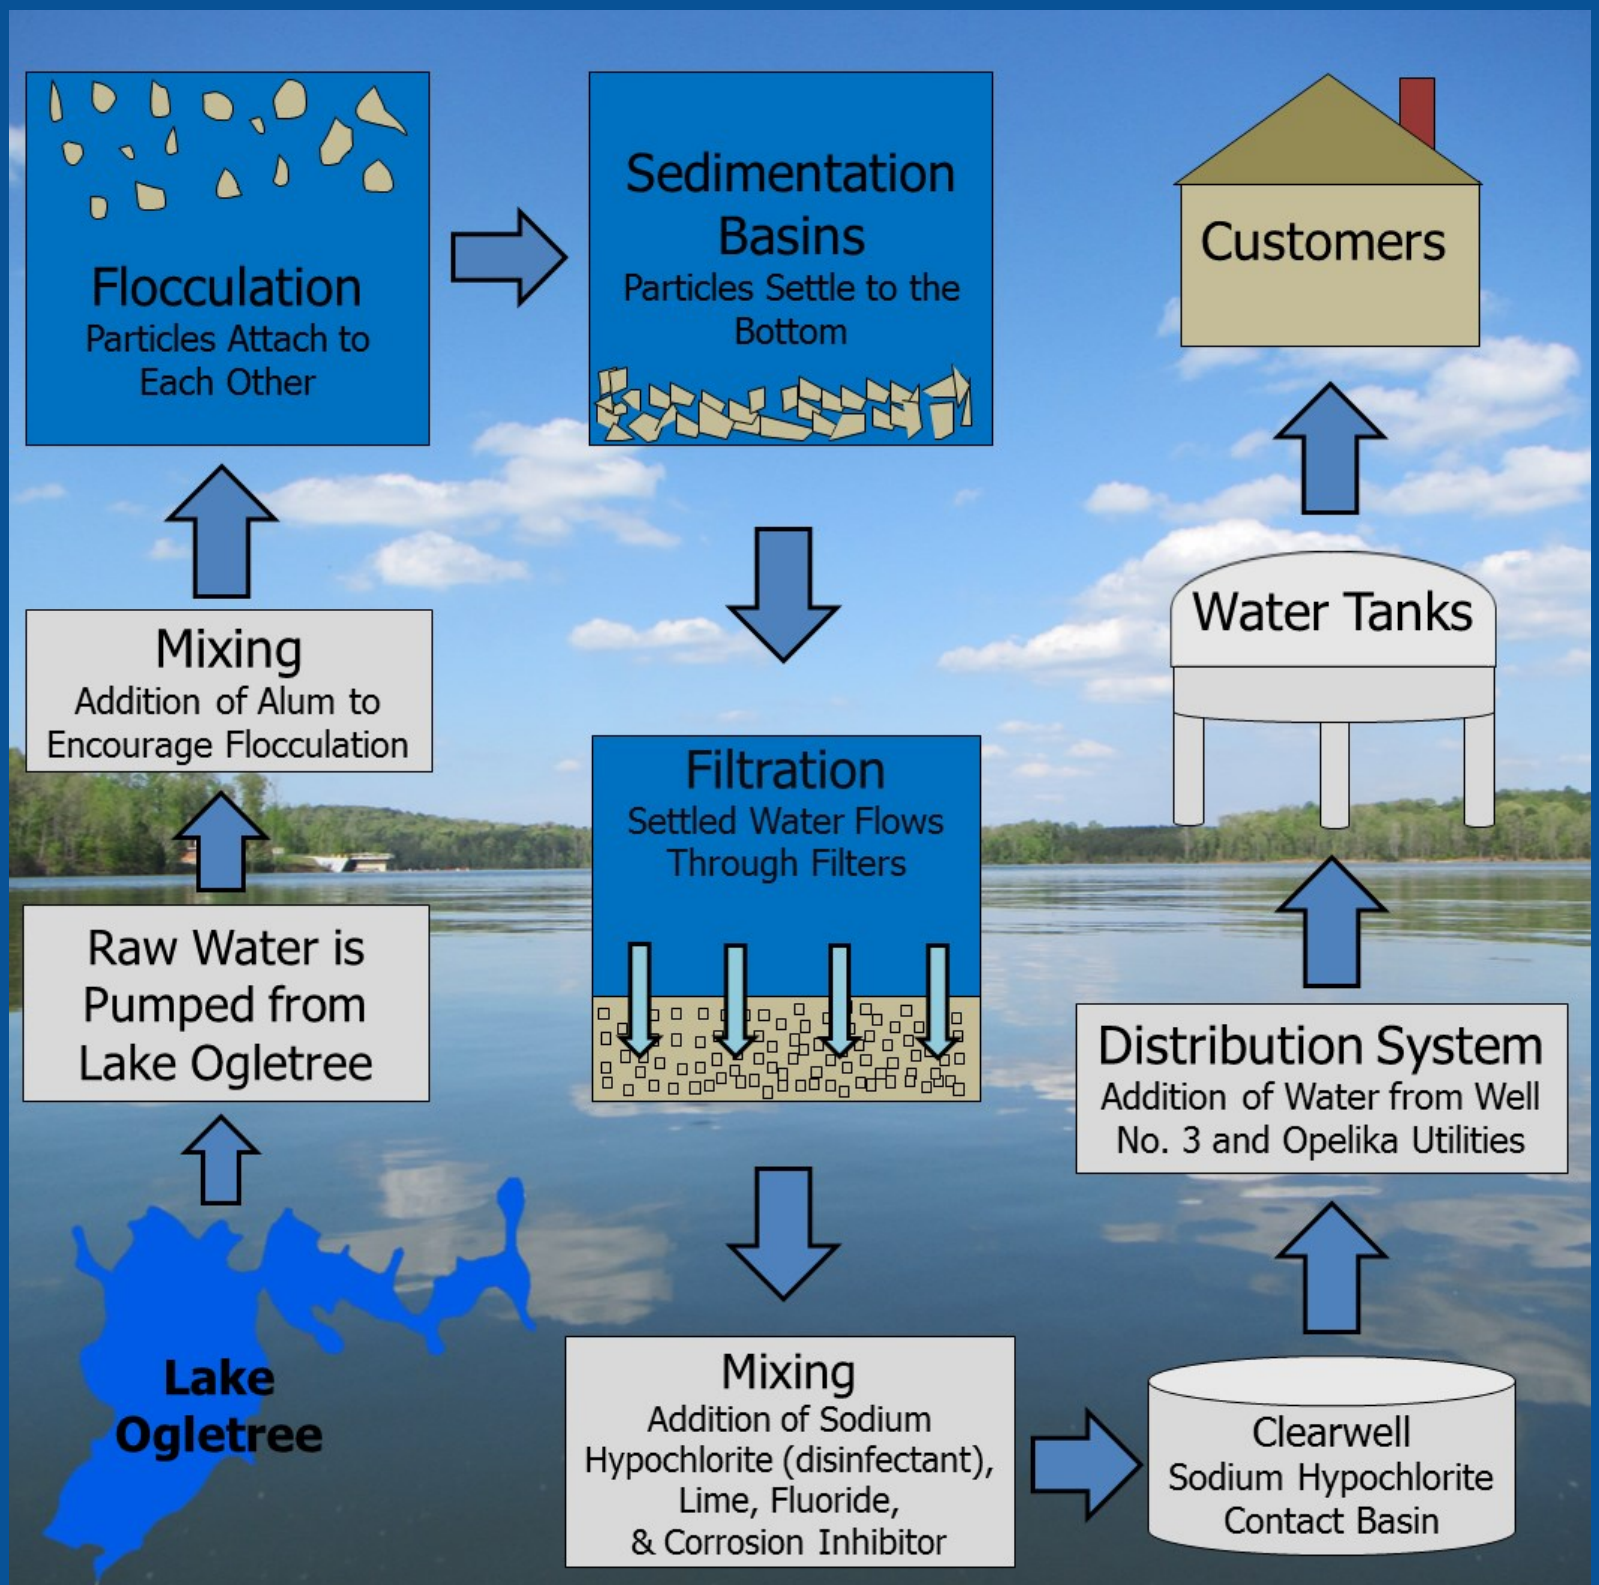 Flocculation
Particles Attach to
Each Other
Sedimentation
Basins
Particles Settle to the
Bottom
Customers
Mixing
Addition of Alum to
Encourage Flocculation
Raw Water is
Pumped from
Lake Ogletree
Lake
Ogletree
Filtration
Settled Water Flows
Through Filters
Mixing
Addition of Sodium
Hypochlorite (disinfectant),
Lime, Fluoride,
& Corrosion Inhibitor
Clearwell
Sodium Hypochlorite
Contact Basin
Distribution System
Addition of Water from Well
No. 3 and Opelika Utilities
Water Tanks